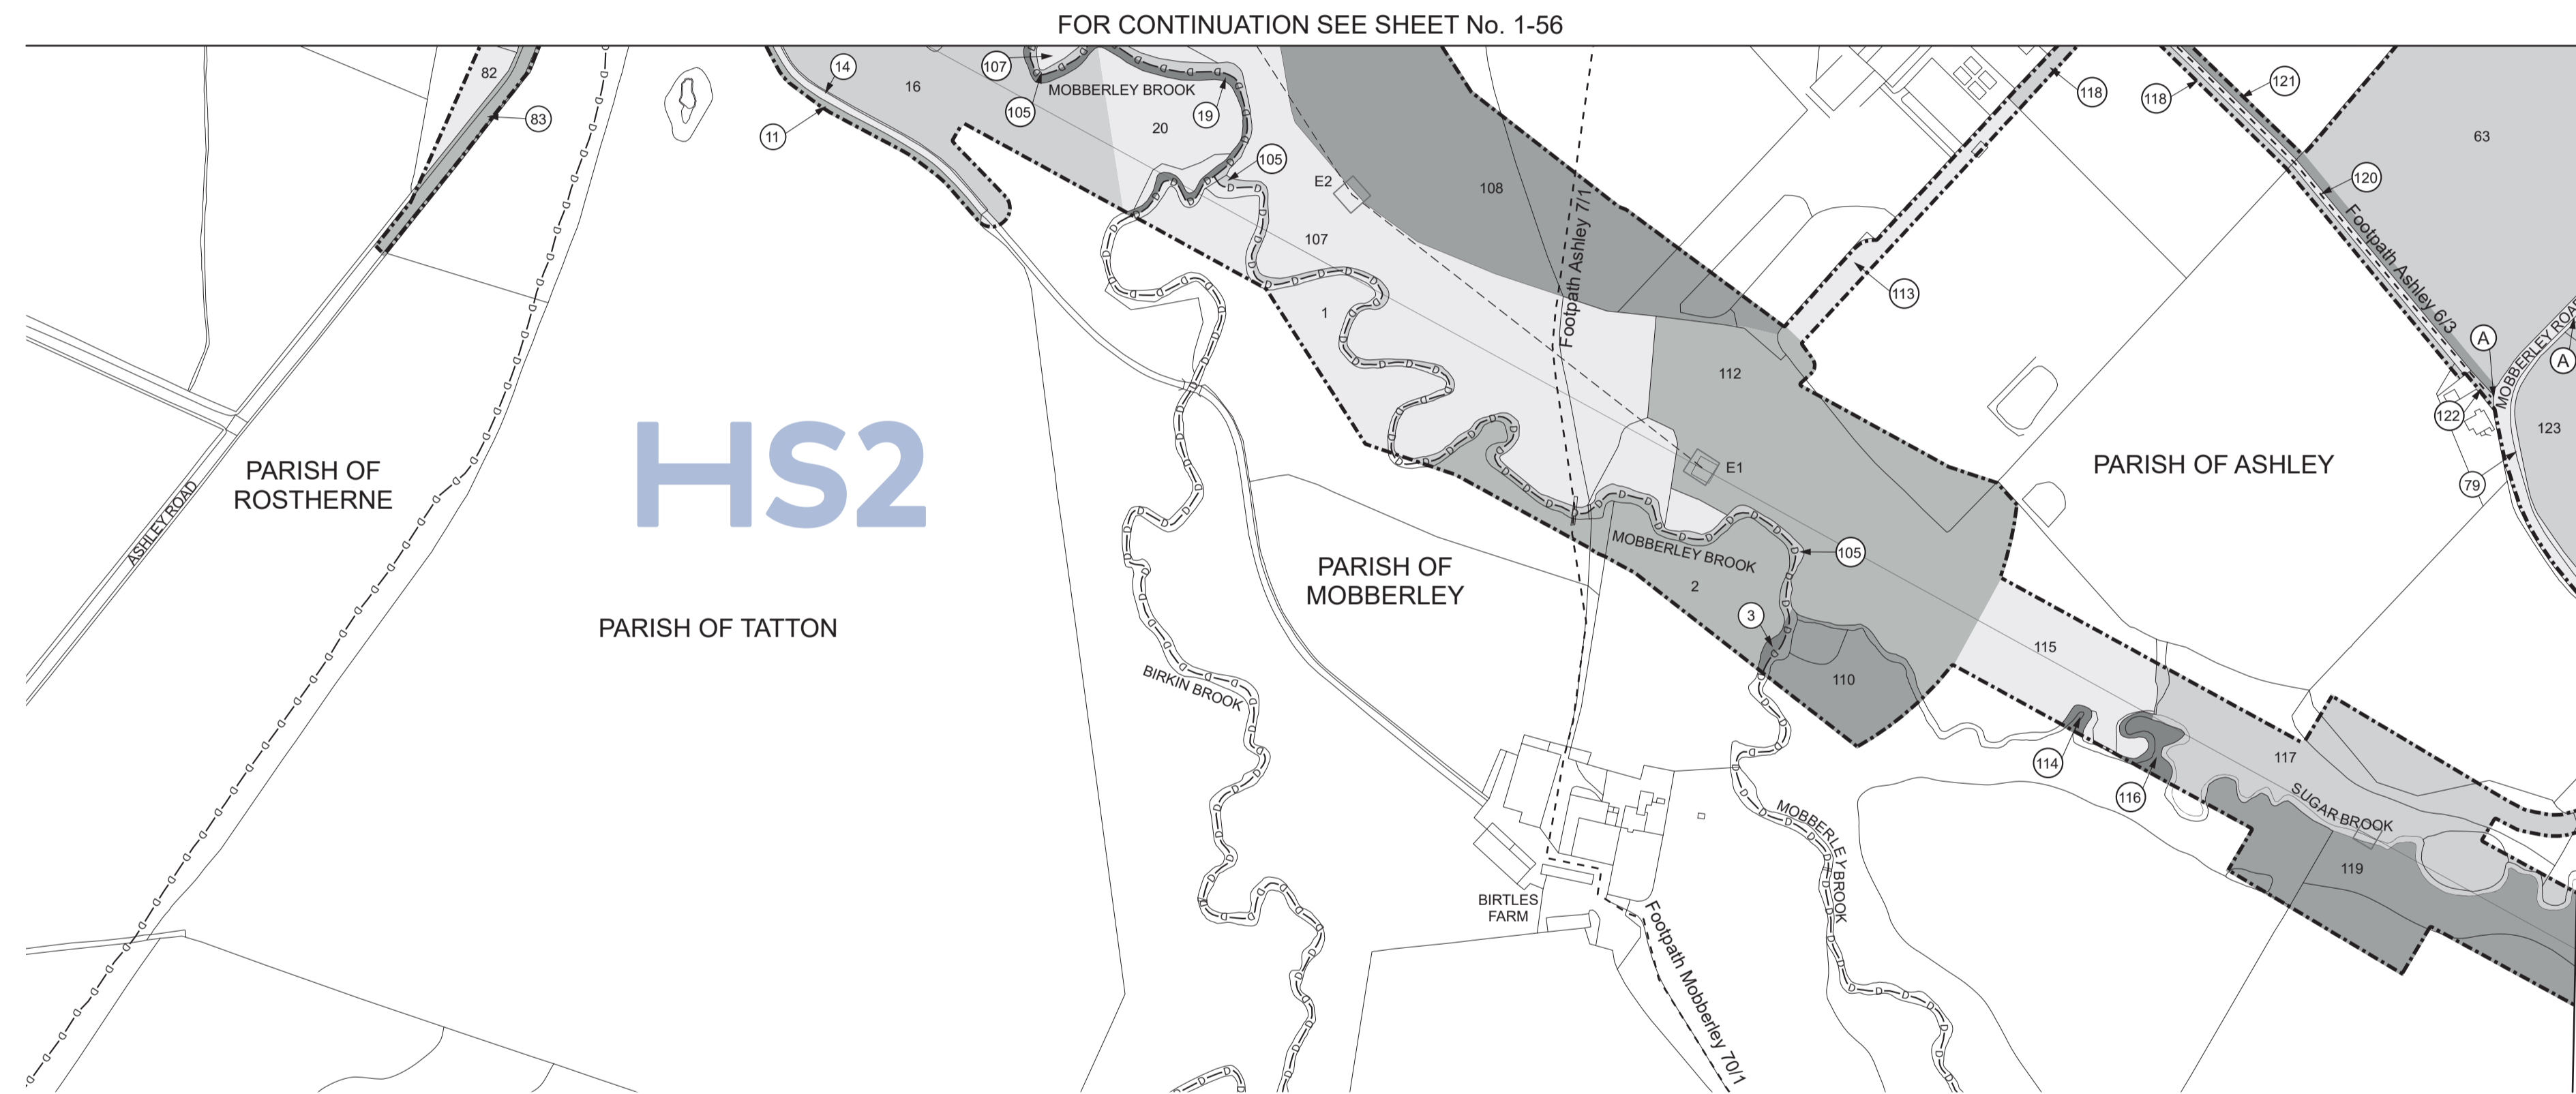 FOR CONTINUATION SEE SHEET No. 1-56
82
83
14
11
16
107
105
MOBBERLEY BROOK
19
20
105
E2
108
Footpath Ashley 7/1
118
118
121
63
120
Footpath Ashley 6/3
107
1
113
112
A
MOBBERLEY ROA
A
122
123
79
PARISH OF
ROSTHERNE
ASHLEY ROAD
HS2
PARISH OF ASHLEY
E1
PARISH OF
MOBBERLEY
MOBBERLEY BROOK
105
2
3
PARISH OF TATTON
BIRKIN BROOK
110
115
114
116
117
SUGAR BROOK
MOBBERLEY BROOK
119
BIRTLES
FARM
Footpath Mobberley 70/1